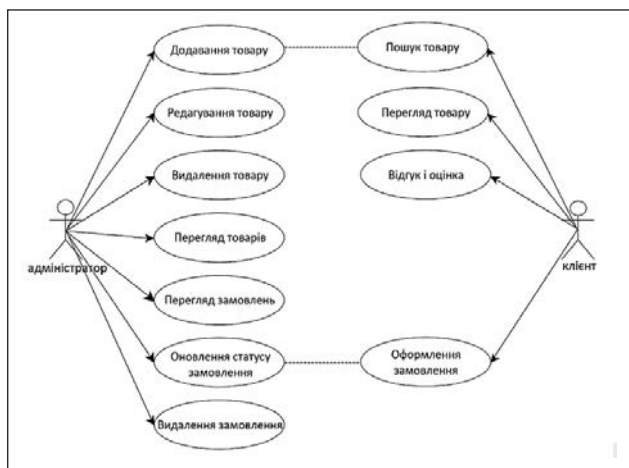 Додавання товару
Пошук товару
Редагування товару
Перегляд товару
Видалення товару
Відгук і оцінка
Перегляд товарів
адміністратор
клієнт
Перегляд замовлень
Оновлення статусу
замовлення
Оформлення
замовлення
Видалення замовлення